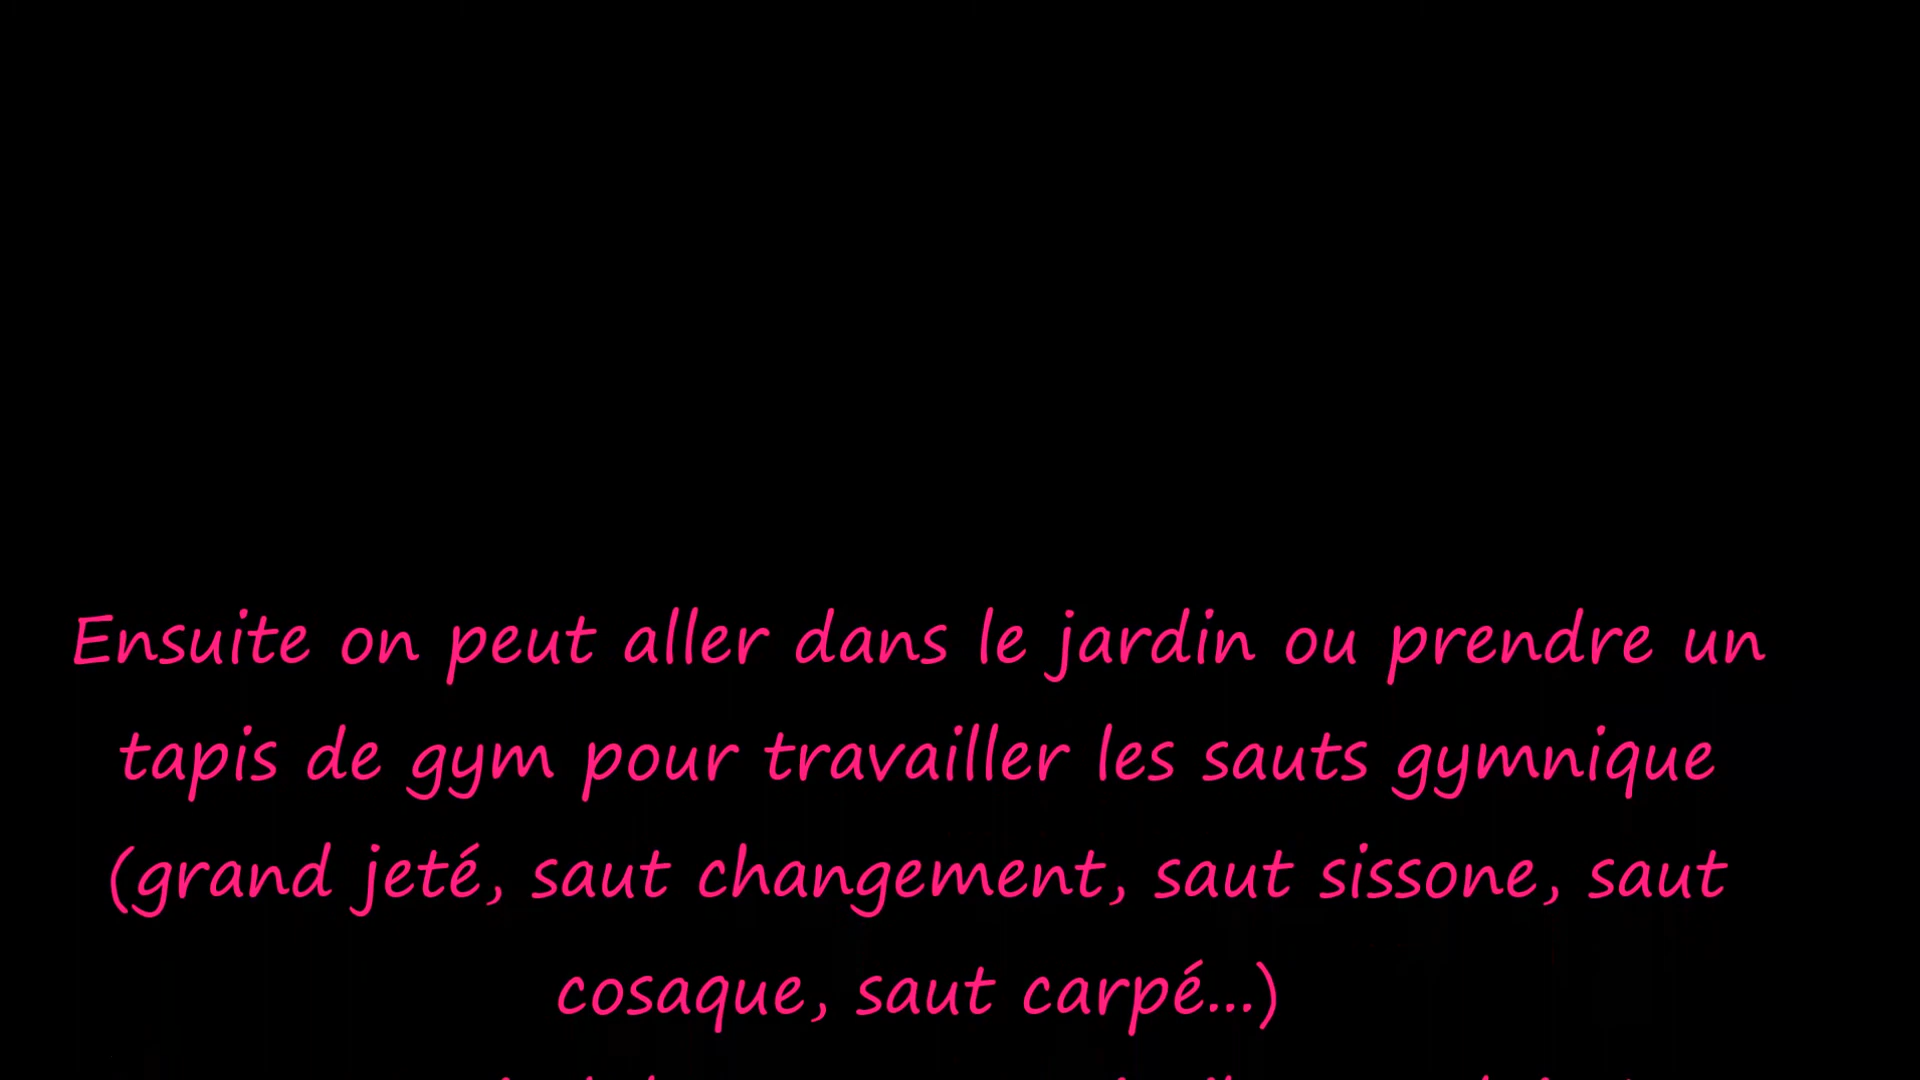 Ensuite on peut aller dans le jardin ou prendre un
tapis de gym pour travailler les sauts gymnique
(grand jeté, saut changement, saut sissone, saut
cosaque, saut carpé...)